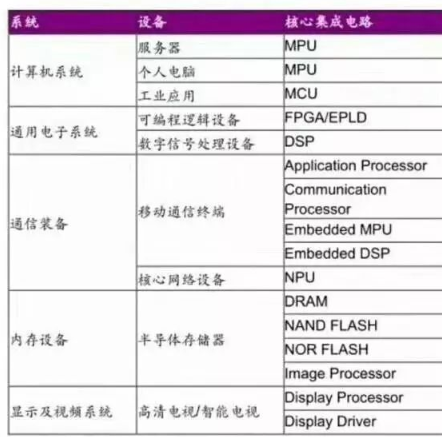 系统 设备 核心集成电路
服务器 MPU
计算机系统 个人电脑 MPU
工业应用 MCU
通用电子系统 可编程逻辑设备 FPGA/EPLD
数字信号处理设备 DSP
通信装备 移动通信终端 Application Processor
Communication
Processor
Embedded MPU
Embedded DSP
核心网络设备 NPU
内存设备 半导体存储器 DRAM
NAND FLASH
NOR FLASH
Image Processor
显示及视频系统 高清电视/智能电视 Display Processor
Display Driver